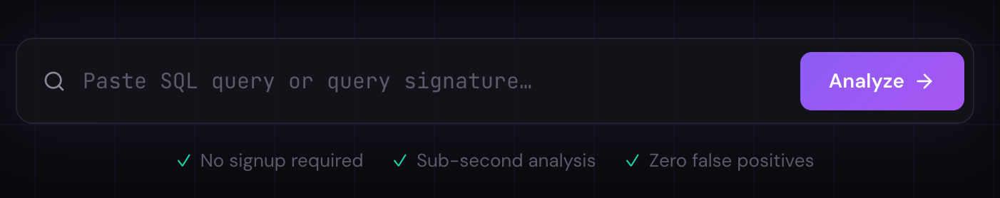 Paste SQL query or query signature…
Analyze →
✓ No signup required ✓ Sub-second analysis ✓ Zero false positives